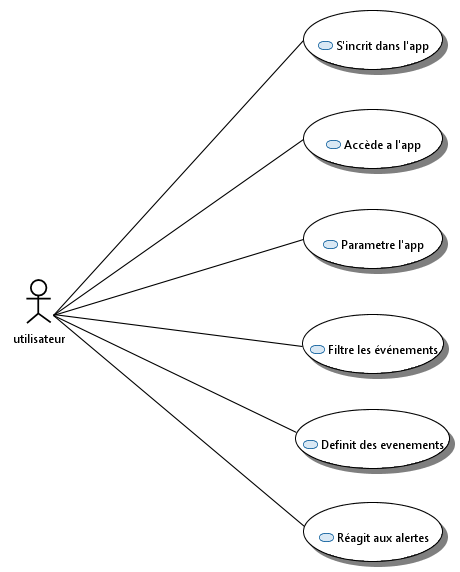 S'incrit dans l'app
Accède a l'app
Parametre l'app
utilisateur
Filtre les événements
Definit des evenements
Réagit aux alertes